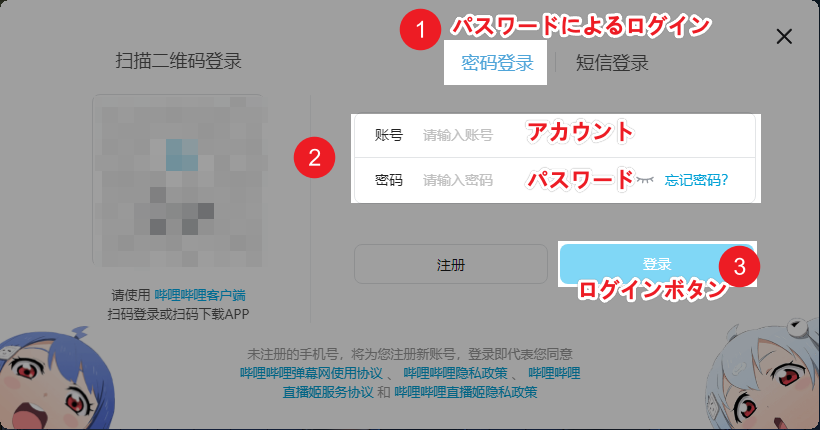 1 パスワードによるログイン
扫描二维码登录
密码登录 短信登录
2
账号 请输入账号 アカウント
密码 请输入密码 パスワード 忘记密码?
注册 登录 3
ログインボタン
请使用 哔哩哔哩客户端
扫码登录或扫码下载APP
未注册的手机号，将为您注册新账号，登录即代表您同意
哔哩哔哩弹幕网使用协议 、 哔哩哔哩隐私政策 、 哔哩哔哩
直播姬服务协议 和 哔哩哔哩直播姬隐私政策